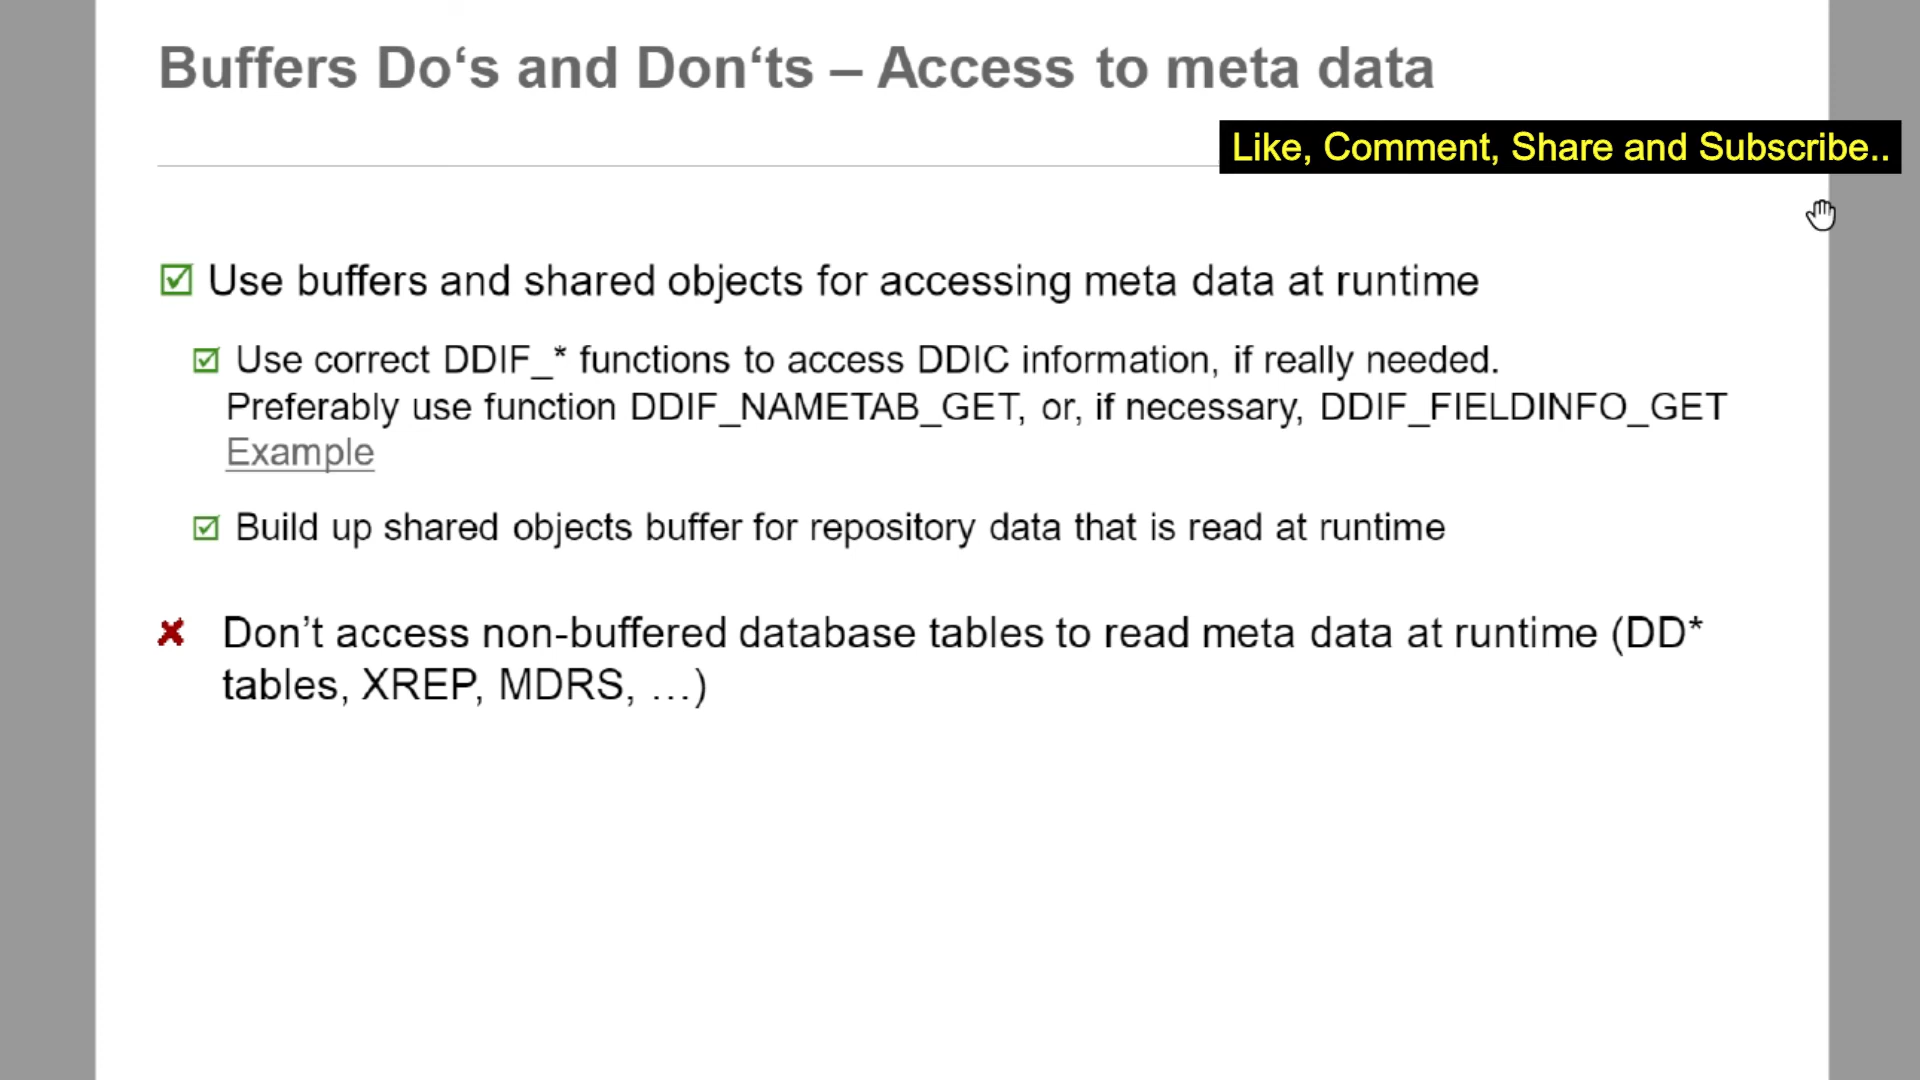 Buffers Do‘s and Don‘ts – Access to meta data
Like, Comment, Share and Subscribe..
Use buffers and shared objects for accessing meta data at runtime
Use correct DDIF_* functions to access DDIC information, if really needed.
Preferably use function DDIF_NAMETAB_GET, or, if necessary, DDIF_FIELDINFO_GET
Example
Build up shared objects buffer for repository data that is read at runtime
Don’t access non-buffered database tables to read meta data at runtime (DD*
tables, XREP, MDRS, …)